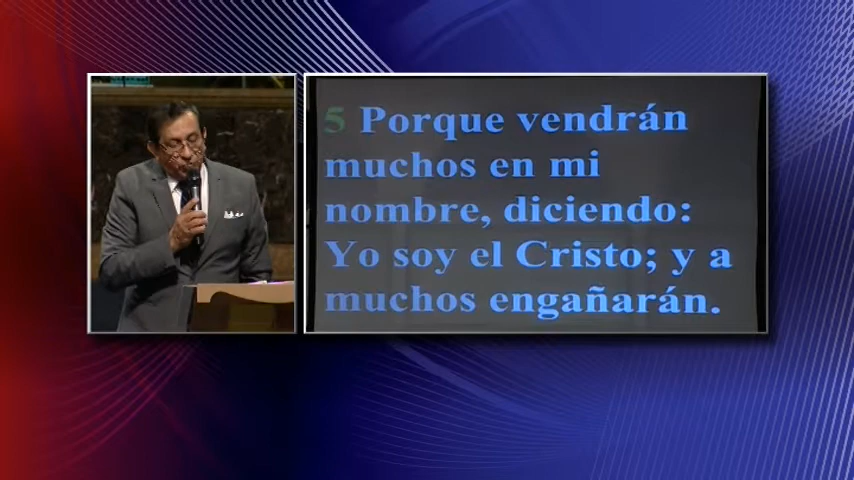 5 Porque vendrán
muchos en mi
nombre, diciendo:
Yo soy el Cristo; y a
muchos engañarán.